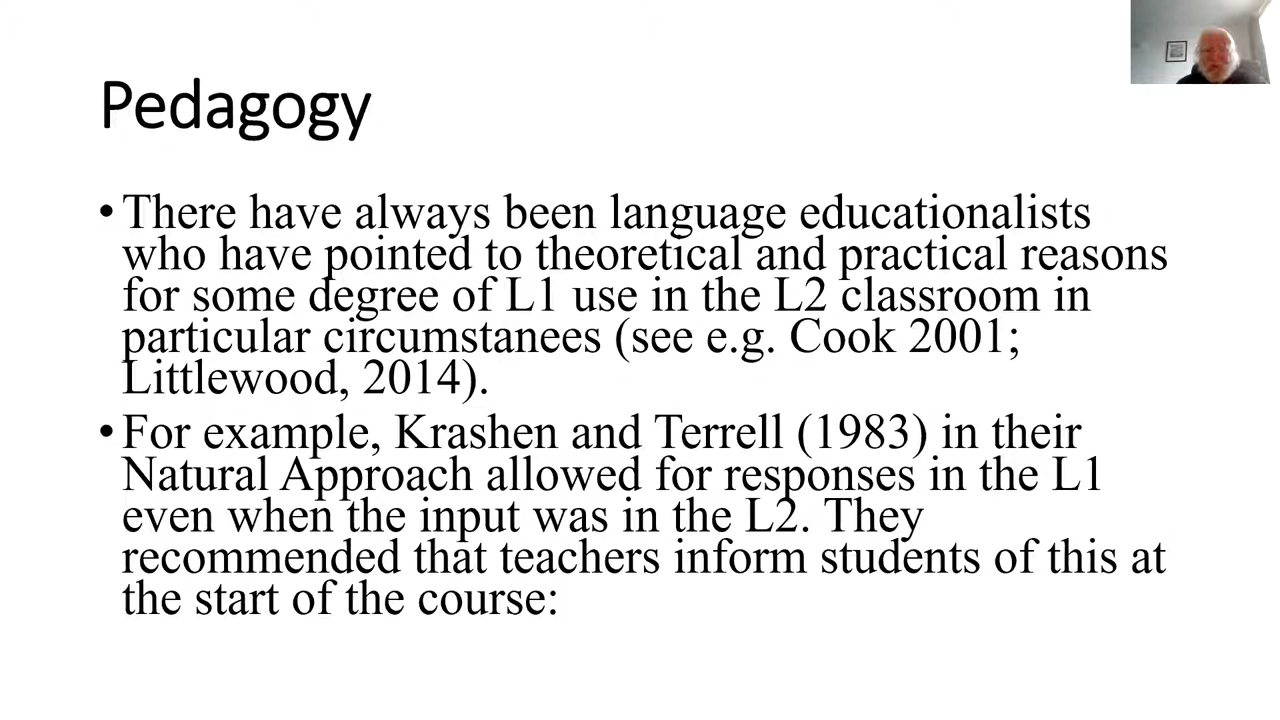 Pedagogy
• There have always been language educationalists
who have pointed to theoretical and practical reasons
for some degree of L1 use in the L2 classroom in
particular circumstanees (see e.g. Cook 2001;
Littlewood, 2014).
• For example, Krashen and Terrell (1983) in their
Natural Approach allowed for responses in the L1
even when the input was in the L2. They
recommended that teachers inform students of this at
the start of the course: